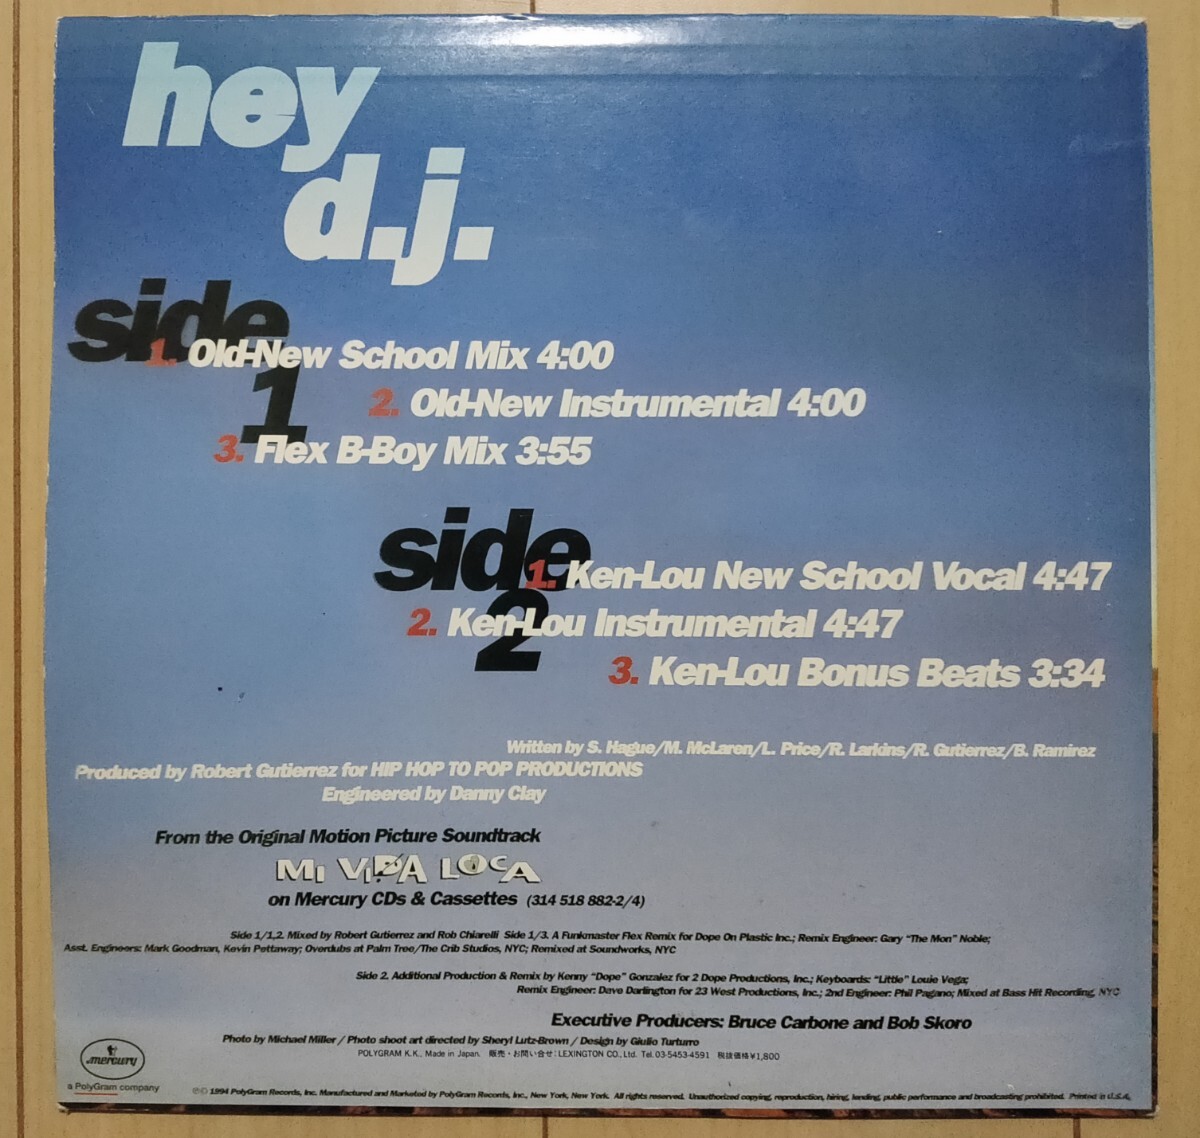 hey
d.j.
side
1
1. Old-New School Mix 4:00
2. Old-New Instrumental 4:00
3. Flex B-Boy Mix 3:55
side
2
1. Ken-Lou New School Vocal 4:47
2. Ken-Lou Instrumental 4:47
3. Ken-Lou Bonus Beats 3:34
Written by S. Hague/M. McLaren/L. Price/R. Larkins/R. Gutierrez/B. Ramirez
Produced by Robert Gutierrez for HIP HOP TO POP PRODUCTIONS
Engineered by Danny Clay
From the Original Motion Picture Soundtrack
MI ViDA LOCA
on Mercury CDs & Cassettes (314 518 882-2/4)
Side 1/1,2. Mixed by Robert Gutierrez and Rob Chiarelli Side 1/3. A Funkmaster Flex Remix for Dope On Plastic Inc.; Remix Engineer: Gary "The Mon" Noble;
Asst. Engineers: Mark Goodman, Kevin Pettaway; Overdubs at Palm Tree/The Crib Studios, NYC; Remixed at Soundworks, NYC
Side 2. Additional Production & Remix by Kenny "Dope" Gonzalez for 2 Dope Productions, Inc.; Keyboards: "Little" Louie Vega;
Remix Engineer: Dave Darlington for 23 West Productions, Inc.; 2nd Engineer: Phil Pagano; Mixed at Bass Hit Recording, NYC
Executive Producers: Bruce Carbone and Bob Skoro
Photo by Michael Miller / Photo shoot art directed by Sheryl Lutz-Brown / Design by Giulio Turturro
POLYGRAM K.K., Made in Japan. 販売・お問い合せ:LEXINGTON CO., Ltd. Tel. 03-5453-4591 税抜価格¥1,800
mercury
a PolyGram company
℗© 1994 PolyGram Records, Inc. Manufactured and Marketed by PolyGram Records, Inc., New York, New York. All rights reserved. Unauthorized copying, reproduction, hiring, lending, public performance and broadcasting prohibited. Printed in U.S.A.